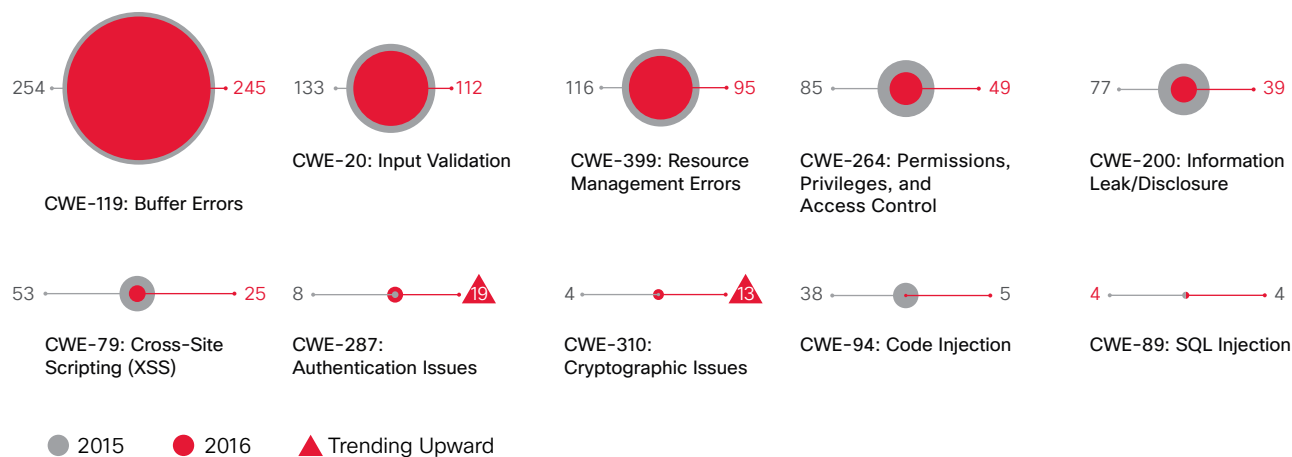 254 245
133 112
116 95
85 49
77 39
CWE-119: Buffer Errors
CWE-20: Input Validation
CWE-399: Resource
Management Errors
CWE-264: Permissions,
Privileges, and
Access Control
CWE-200: Information
Leak/Disclosure
53 25
8 19
4 13
38 5
4 4
CWE-79: Cross-Site
Scripting (XSS)
CWE-287:
Authentication Issues
CWE-310:
Cryptographic Issues
CWE-94: Code Injection
CWE-89: SQL Injection
2015 2016 Trending Upward